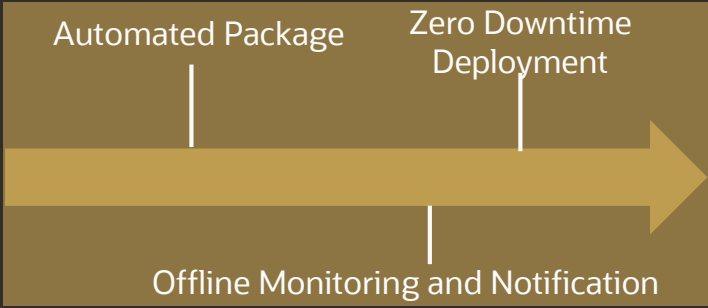 Automated Package
Zero Downtime
Deployment
Offline Monitoring and Notification